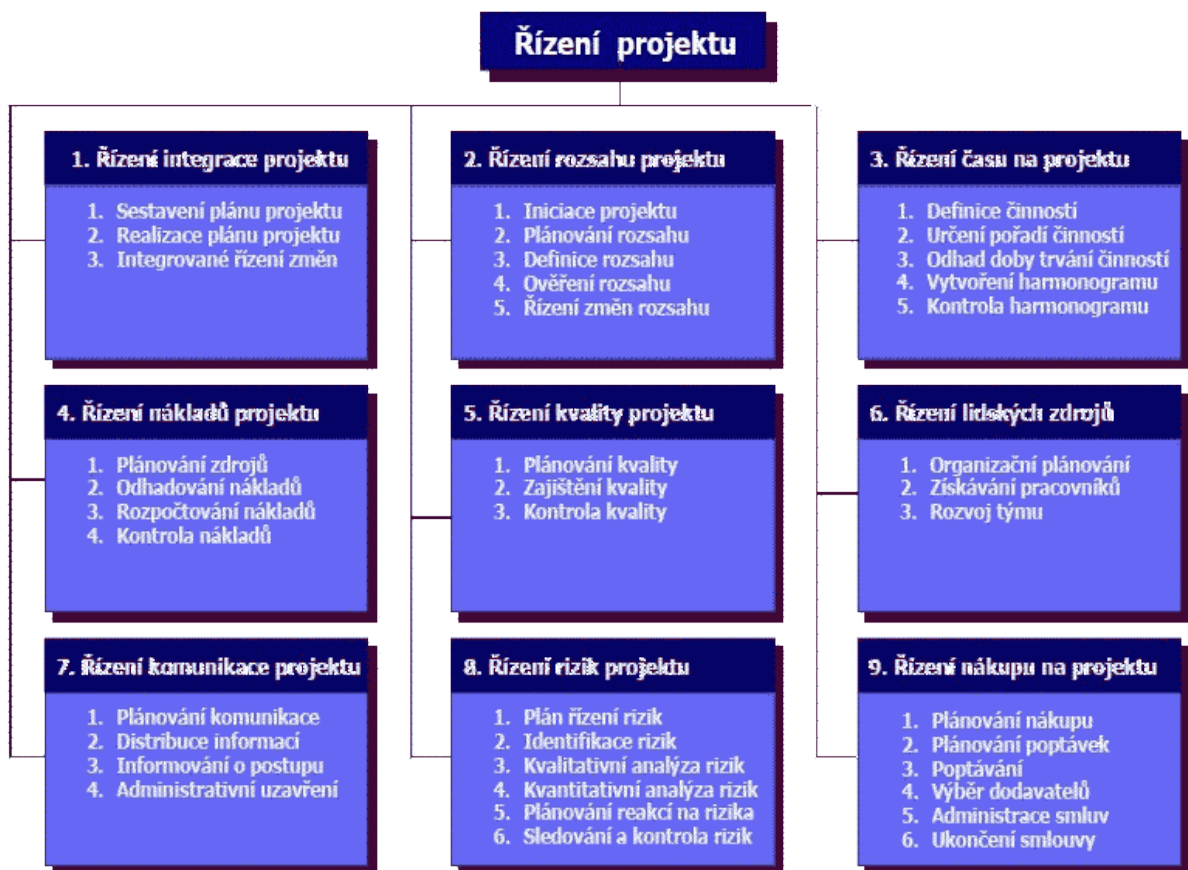 Řízení projektu
1. Řízení integrace projektu
1. Sestavení plánu projektu
2. Realizace plánu projektu
3. Integrované řízení změn
2. Řízení rozsahu projektu
1. Iniciace projektu
2. Plánování rozsahu
3. Definice rozsahu
4. Ověření rozsahu
5. Řízení změn rozsahu
3. Řízení času na projektu
1. Definice činností
2. Určení pořadí činností
3. Odhad doby trvání činností
4. Vytvoření harmonogramu
5. Kontrola harmonogramu
4. Řízení nákladů projektu
1. Plánování zdrojů
2. Odhadování nákladů
3. Rozpočtování nákladů
4. Kontrola nákladů
5. Řízení kvality projektu
1. Plánování kvality
2. Zajištění kvality
3. Kontrola kvality
6. Řízení lidských zdrojů
1. Organizační plánování
2. Získávání pracovníků
3. Rozvoj týmu
7. Řízení komunikace projektu
1. Plánování komunikace
2. Distribuce informací
3. Informování o postupu
4. Administrativní uzavření
8. Řízení rizik projektu
1. Plán řízení rizik
2. Identifikace rizik
3. Kvalitativní analýza rizik
4. Kvantitativní analýza rizik
5. Plánování reakcí na rizika
6. Sledování a kontrola rizik
9. Řízení nákupu na projektu
1. Plánování nákupu
2. Plánování poptávek
3. Poptávání
4. Výběr dodavatelů
5. Administrace smluv
6. Ukončení smlouvy